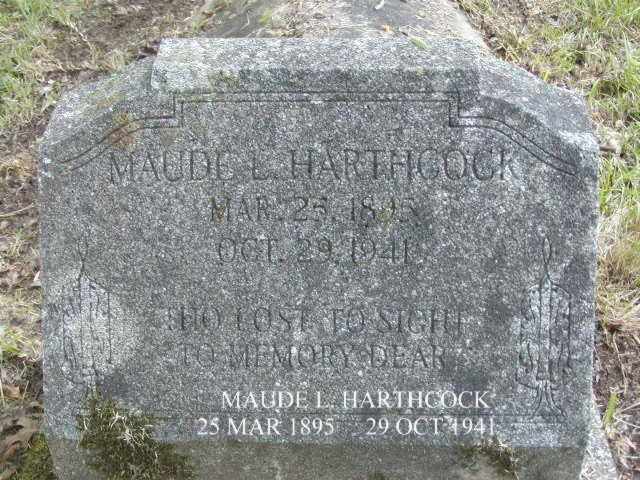 MAUDE L. HARTHCOCK
MAR. 25, 1895
OCT. 29, 1941
THO LOST TO SIGHT
TO MEMORY DEAR
MAUDE L. HARTHCOCK
25 MAR 1895 29 OCT 1941